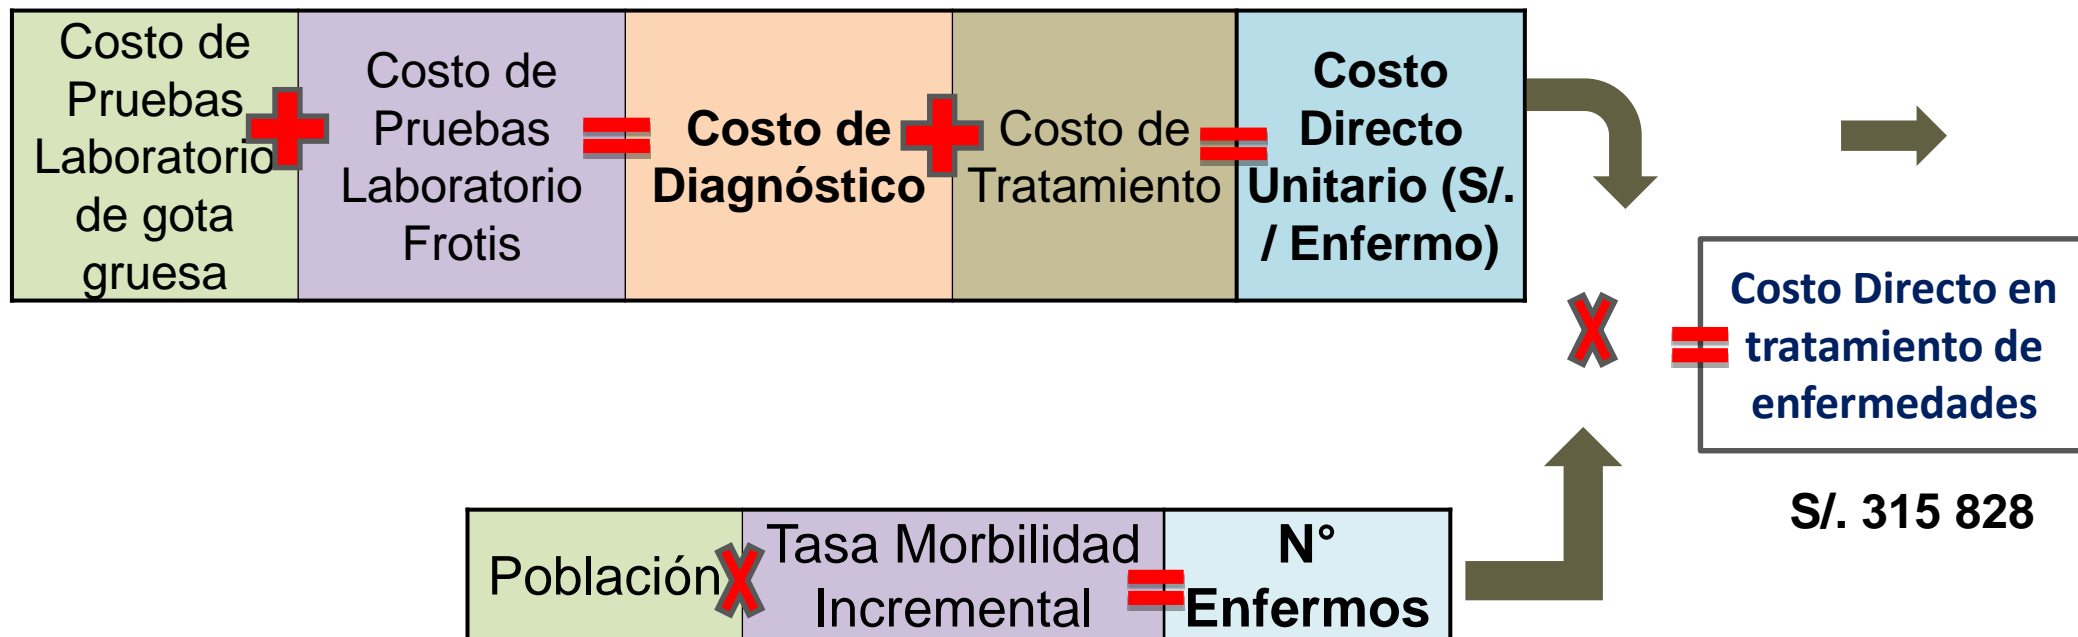 Costo de
Pruebas
Laboratorio
de gota
gruesa
Costo de
Pruebas
Laboratorio
Frotis
Costo de
Diagnóstico
Costo de
Tratamiento
Costo
Directo
Unitario (S/.
/ Enfermo)
Costo Directo en
tratamiento de
enfermedades
S/. 315 828
Población
Tasa Morbilidad
Incremental
N°
Enfermos